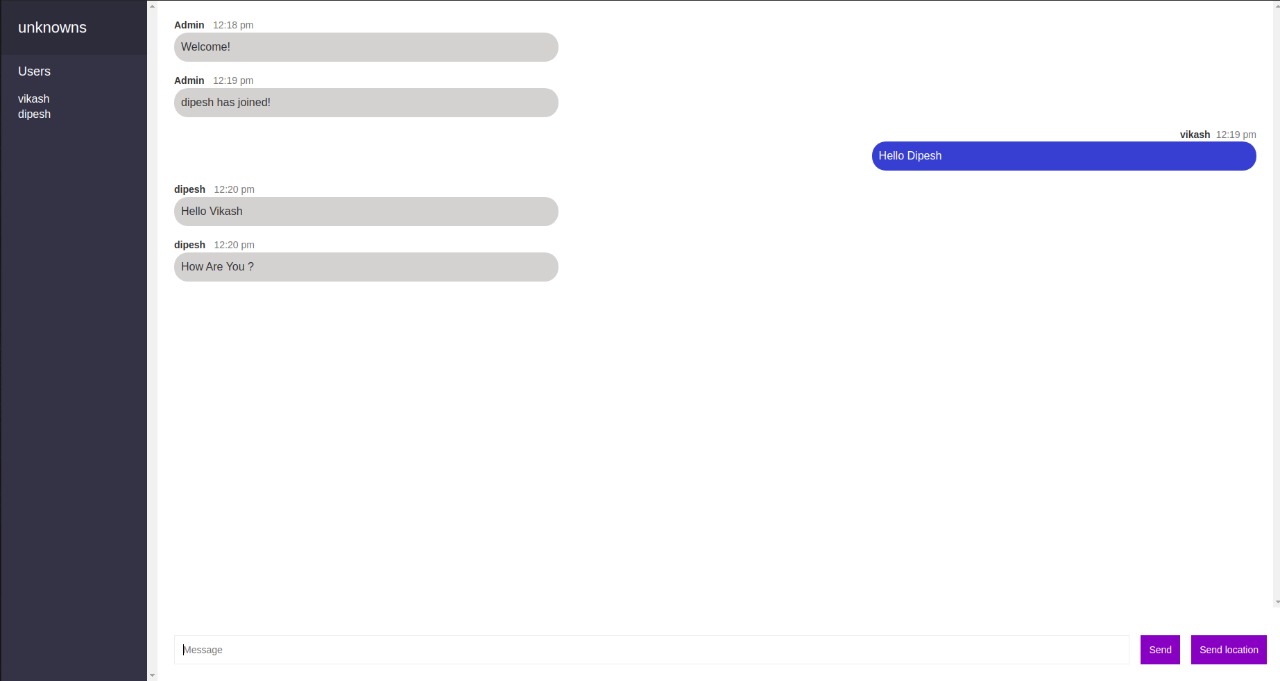 unknowns
Users
vikash
dipesh
Admin 12:18 pm
Welcome!
Admin 12:19 pm
dipesh has joined!
vikash 12:19 pm
Hello Dipesh
dipesh 12:20 pm
Hello Vikash
dipesh 12:20 pm
How Are You ?
Message
Send
Send location